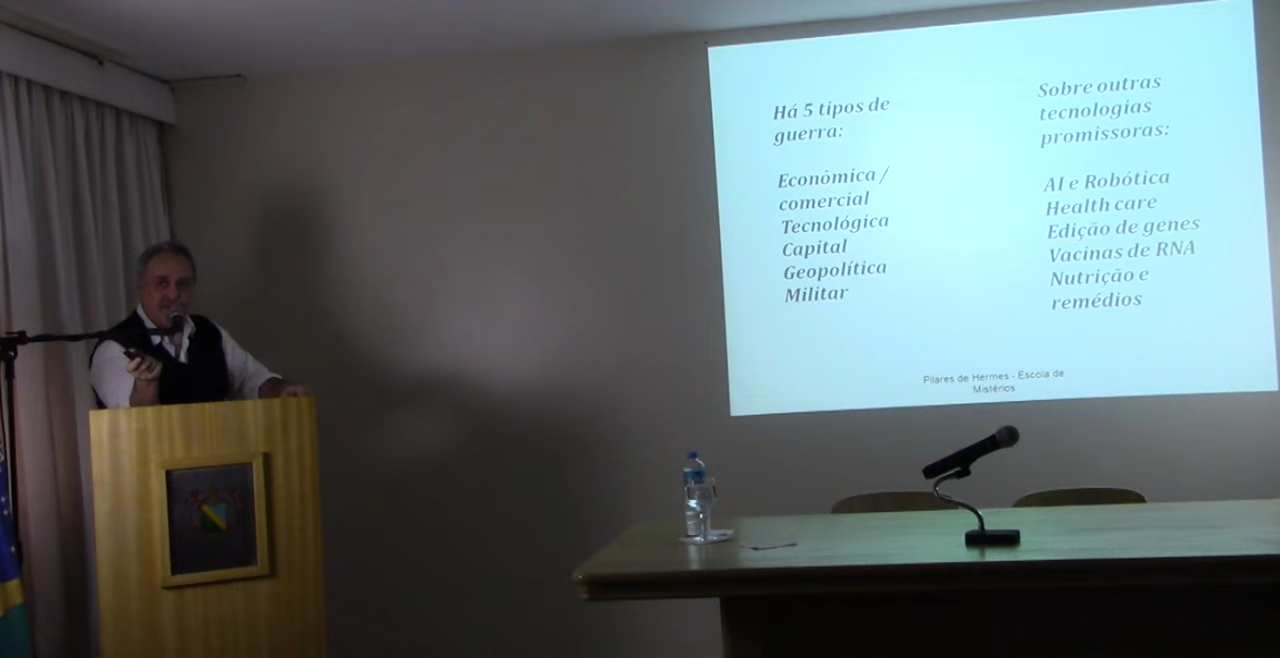 Há 5 tipos de
guerra:
Econômica /
comercial
Tecnológica
Capital
Geopolítica
Militar
Sobre outras
tecnologias
promissoras:
AI e Robótica
Health care
Edição de genes
Vacinas de RNA
Nutrição e
remédios
Pilares de Hermes - Escola de
Mistérios